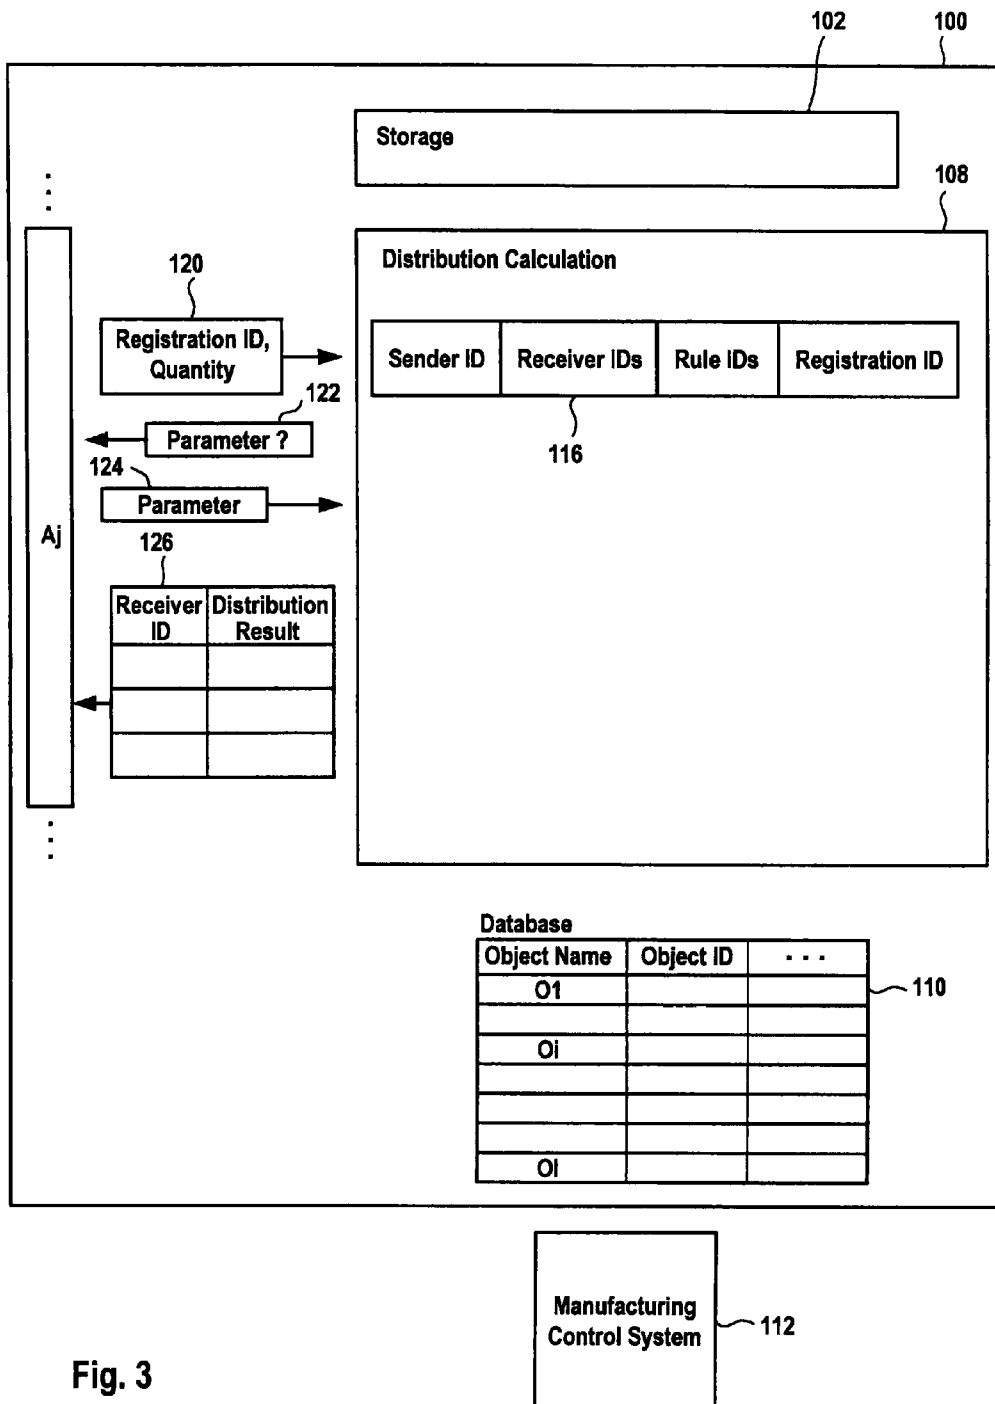 102
100
Storage
108
Distribution Calculation
120
Registration ID,
Quantity
Sender ID
Receiver IDs
Rule IDs
Registration ID
122
Parameter ?
116
124
Parameter
Aj
126
Receiver
ID
Distribution
Result
Database
Object Name
Object ID
. . .
O1
110
Oi
Ol
Manufacturing
Control System
112
Fig. 3